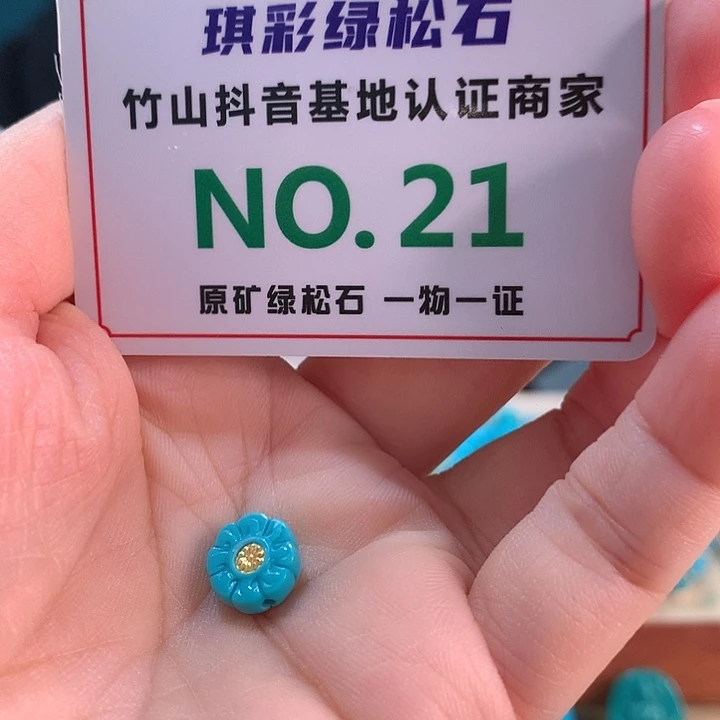 琪彩绿松石
竹山抖音基地认证商家
NO.21
原矿绿松石 一物一证